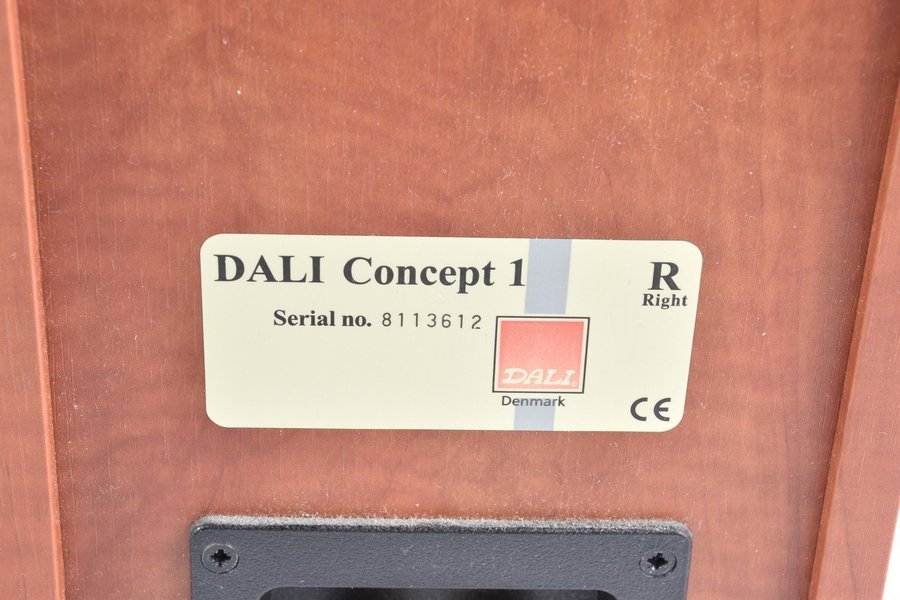 DALI Concept 1
R
Right
Serial no. 8113612
DALI
Denmark
CE